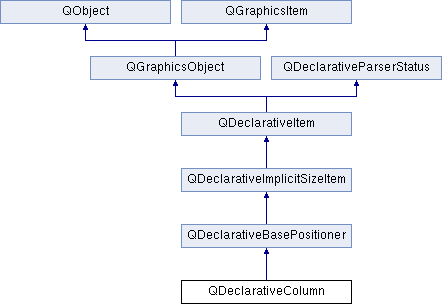 QObject
QGraphicsItem
QGraphicsObject
QDeclarativeParserStatus
QDeclarativeItem
QDeclarativeImplicitSizeItem
QDeclarativeBasePositioner
QDeclarativeColumn